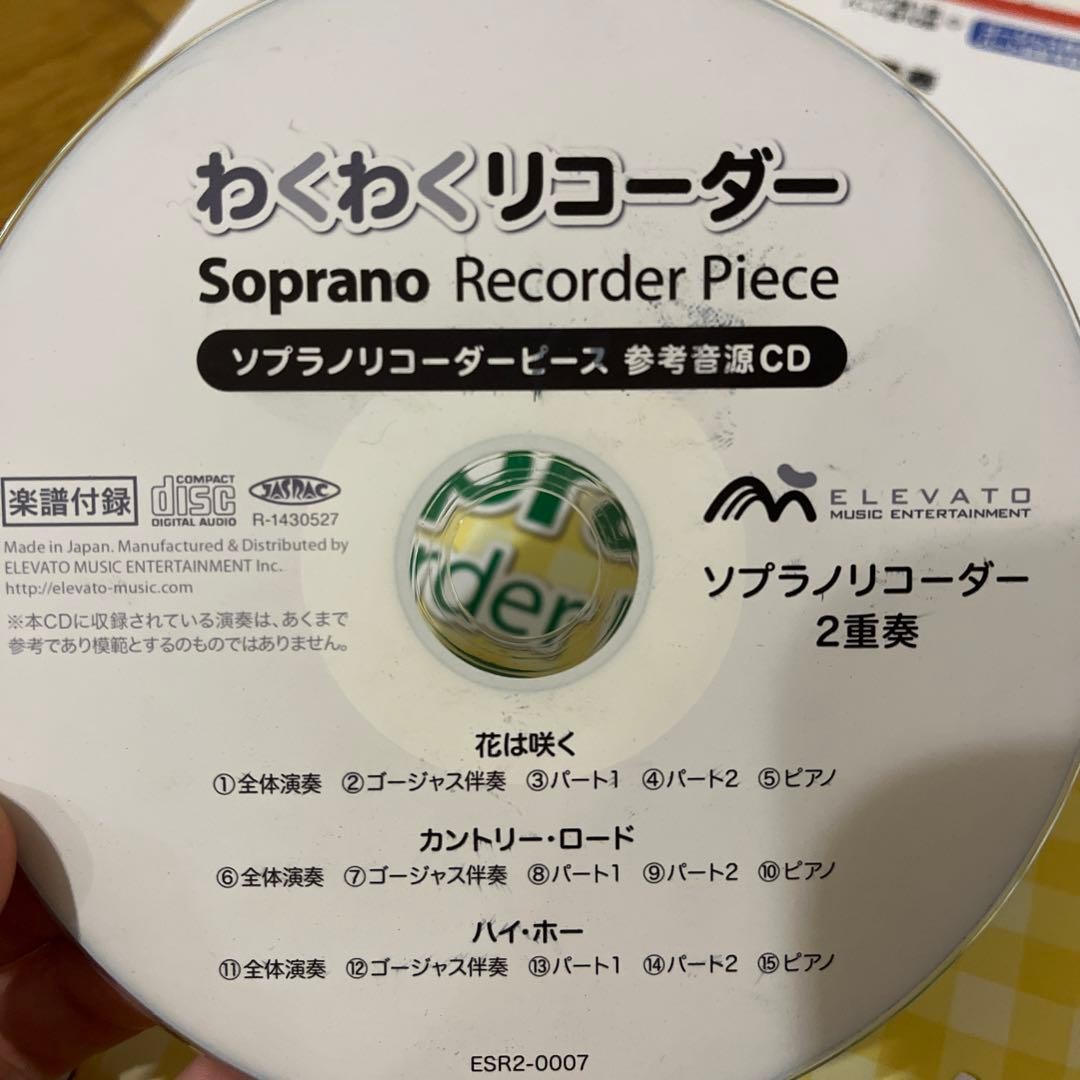 わくわくリコーダー
Soprano Recorder Piece
ソプラノリコーダーピース 参考音源CD
楽譜付録
COMPACT
disc
DIGITAL AUDIO
JASRAC
R-1430527
Made in Japan. Manufactured & Distributed by
ELEVATO MUSIC ENTERTAINMENT Inc.
http://elevato-music.com
※本CDに収録されている演奏は、あくまで
参考であり模範とするのものではありません。
ELEVATO
MUSIC ENTERTAINMENT
ソプラノリコーダー
2重奏
花は咲く
①全体演奏 ②ゴージャス伴奏 ③パート1 ④パート2 ⑤ピアノ
カントリー・ロード
⑥全体演奏 ⑦ゴージャス伴奏 ⑧パート1 ⑨パート2 ⑩ピアノ
ハイ・ホー
⑪全体演奏 ⑫ゴージャス伴奏 ⑬パート1 ⑭パート2 ⑮ピアノ
ESR2-0007